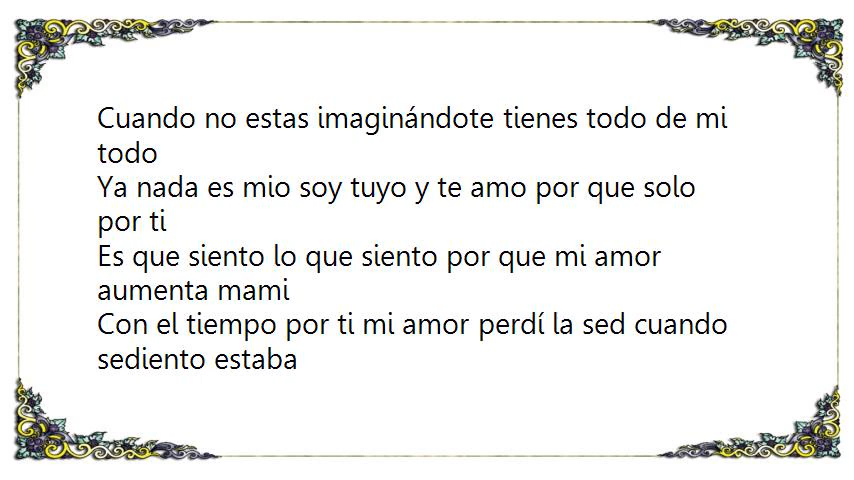 Cuando no estas imaginándote tienes todo de mi
todo
Ya nada es mio soy tuyo y te amo por que solo
por ti
Es que siento lo que siento por que mi amor
aumenta mami
Con el tiempo por ti mi amor perdí la sed cuando
sediento estaba